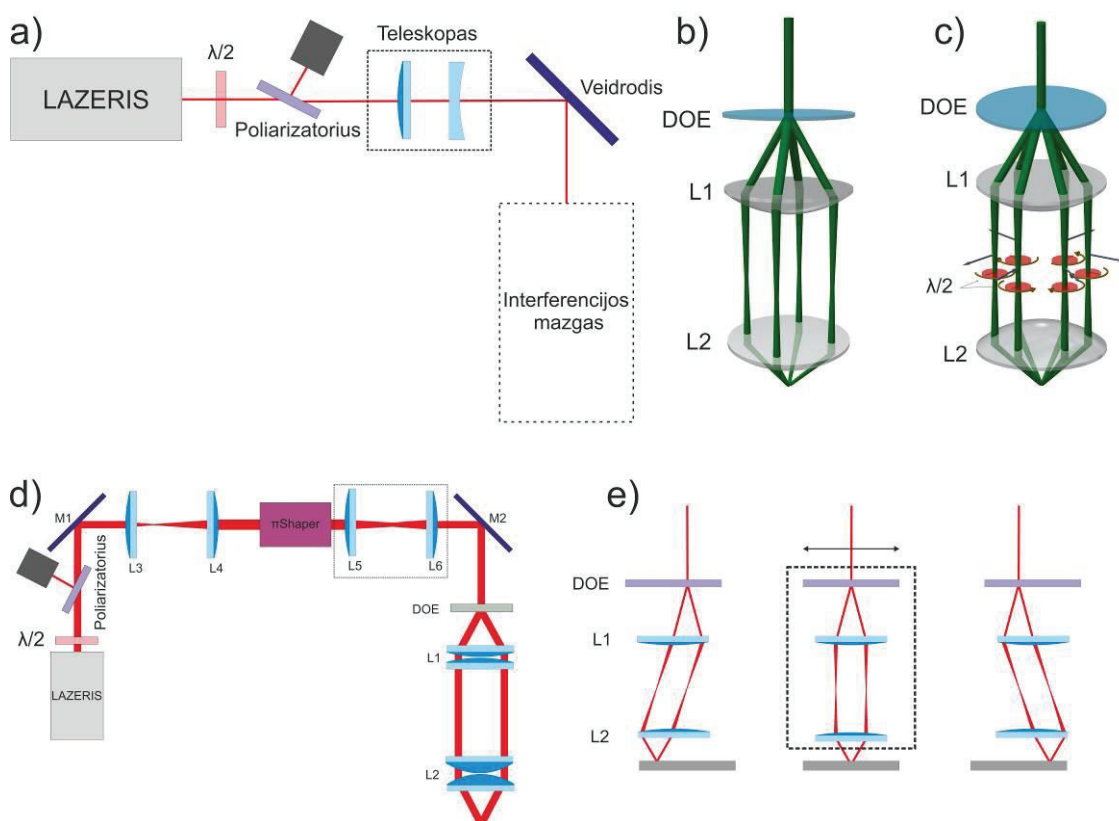 a)
λ/2
LAZERIS
Poliarizatorius
Teleskopas
Veidrodis
Interferencijos
mazgas
b)
DOE
L1
L2
c)
DOE
L1
λ/2
L2
d)
M1
Poliarizatorius
λ/2
LAZERIS
L3
L4
πShaper
L5
L6
M2
DOE
L1
L2
e)
DOE
L1
L2